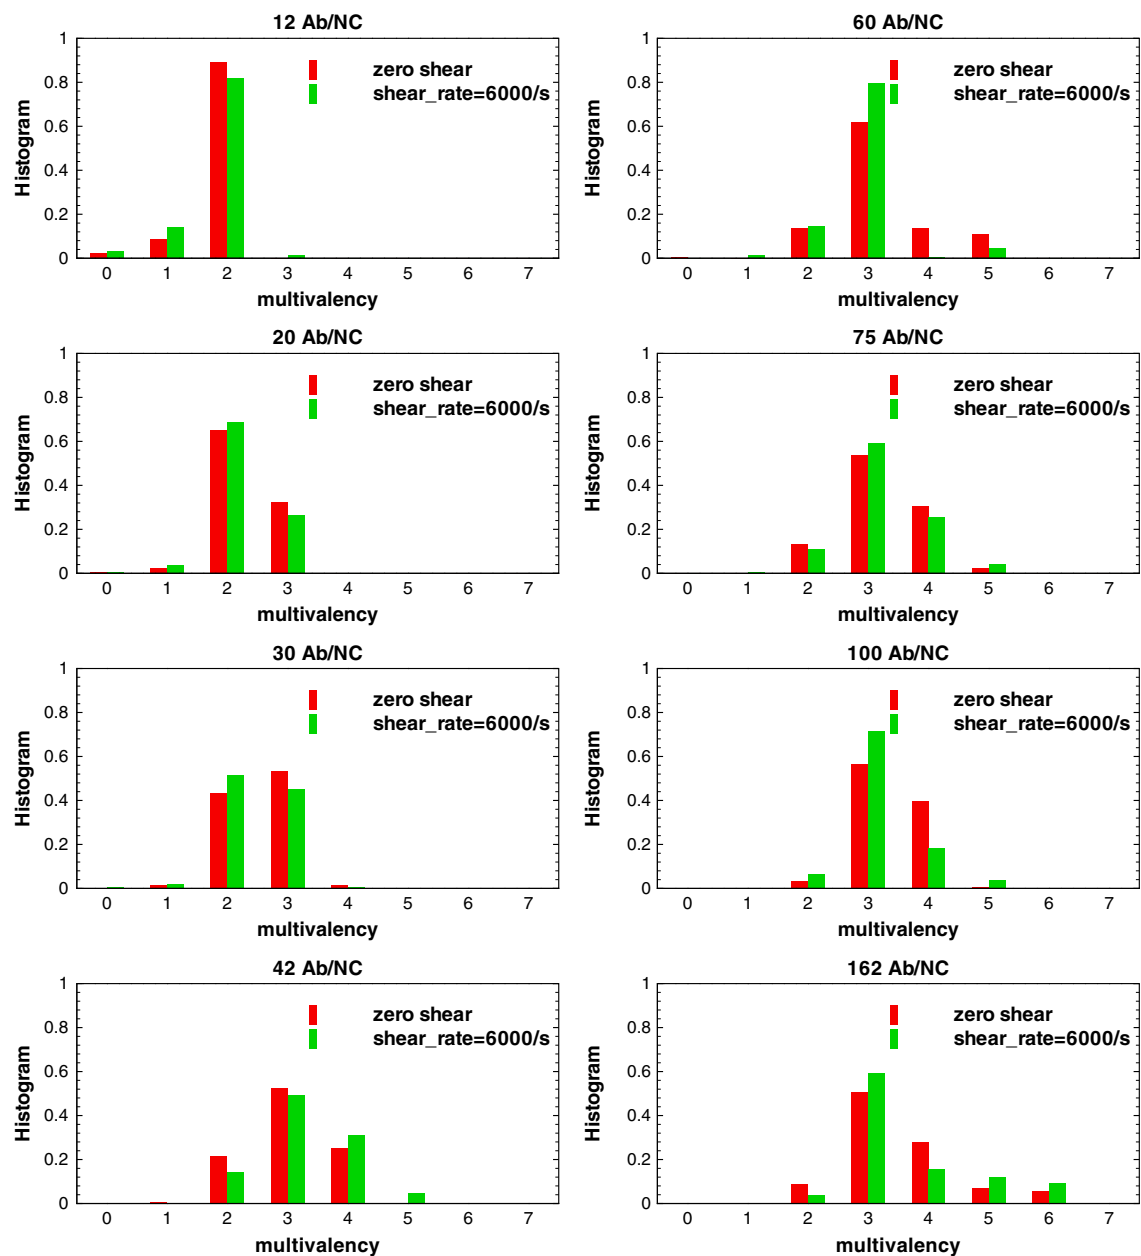 12 Ab/NC
1
0.8
0.6
0.4
0.2
0
Histogram
zero shear
shear_rate=6000/s
0 1 2 3 4 5 6 7
multivalency
20 Ab/NC
1
0.8
0.6
0.4
0.2
0
Histogram
zero shear
shear_rate=6000/s
0 1 2 3 4 5 6 7
multivalency
30 Ab/NC
1
0.8
0.6
0.4
0.2
0
Histogram
zero shear
shear_rate=6000/s
0 1 2 3 4 5 6 7
multivalency
42 Ab/NC
1
0.8
0.6
0.4
0.2
0
Histogram
zero shear
shear_rate=6000/s
0 1 2 3 4 5 6 7
multivalency
60 Ab/NC
1
0.8
0.6
0.4
0.2
0
Histogram
zero shear
shear_rate=6000/s
0 1 2 3 4 5 6 7
multivalency
75 Ab/NC
1
0.8
0.6
0.4
0.2
0
Histogram
zero shear
shear_rate=6000/s
0 1 2 3 4 5 6 7
multivalency
100 Ab/NC
1
0.8
0.6
0.4
0.2
0
Histogram
zero shear
shear_rate=6000/s
0 1 2 3 4 5 6 7
multivalency
162 Ab/NC
1
0.8
0.6
0.4
0.2
0
Histogram
zero shear
shear_rate=6000/s
0 1 2 3 4 5 6 7
multivalency